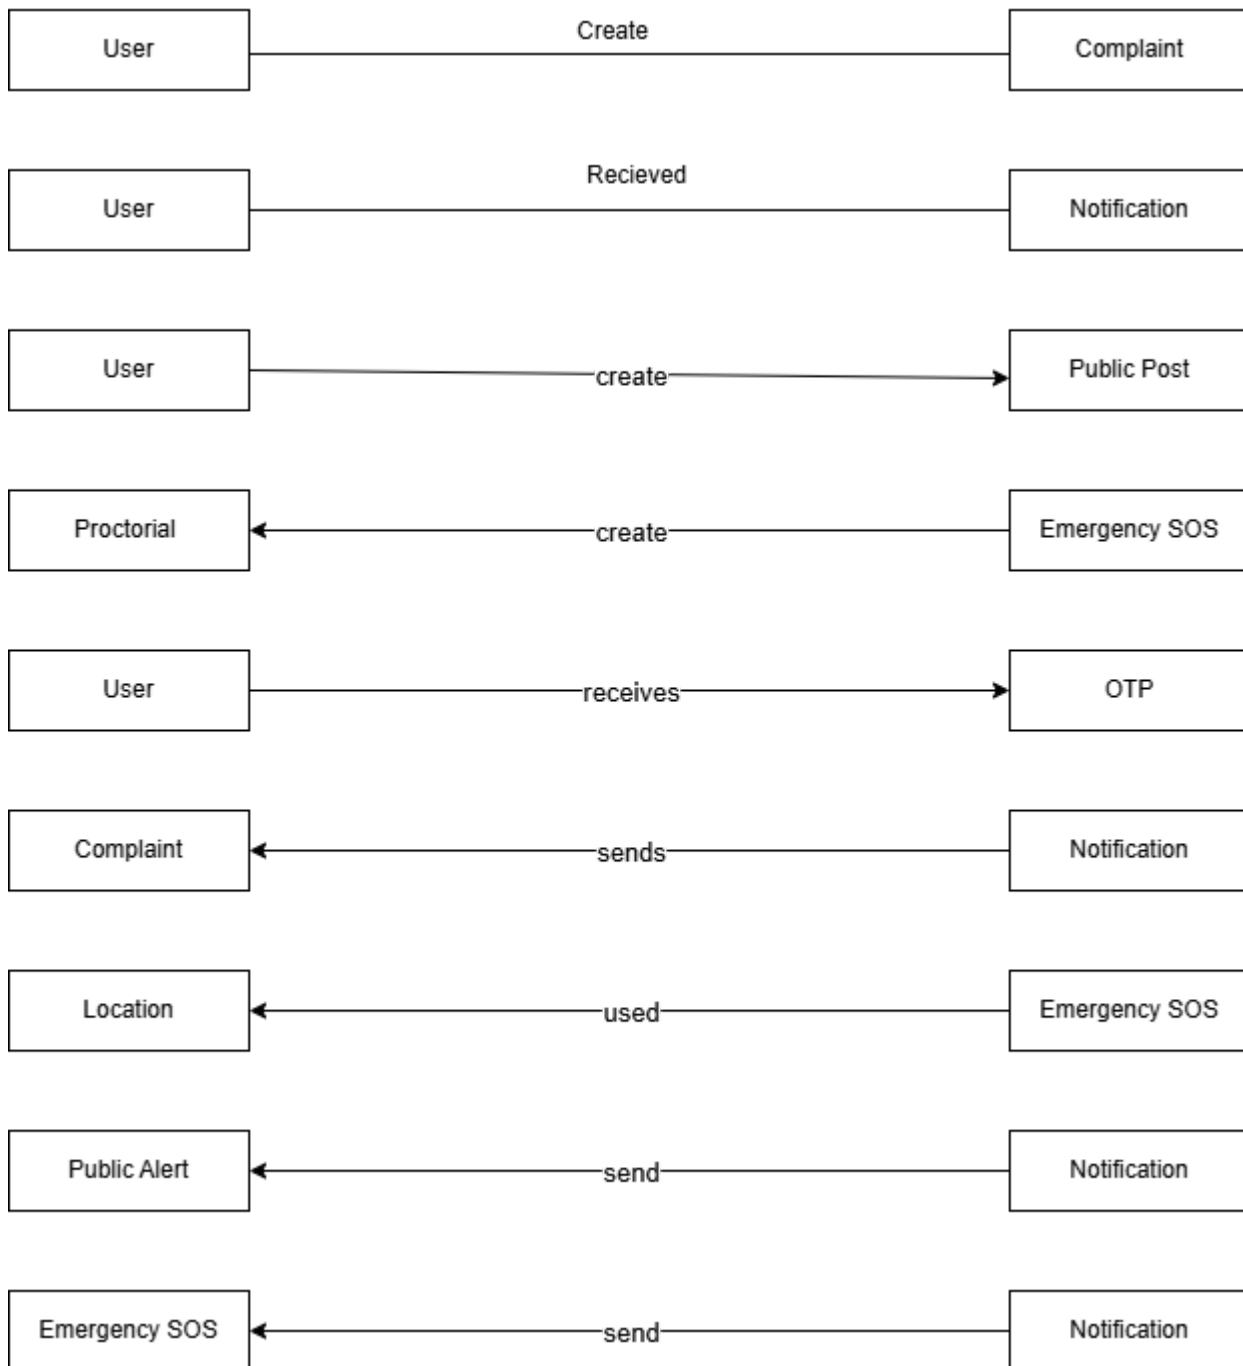 Create
User
Complaint
Recieved
User
Notification
User
create
Public Post
Proctorial
create
Emergency SOS
User
receives
OTP
Complaint
sends
Notification
Location
used
Emergency SOS
Public Alert
send
Notification
Emergency SOS
send
Notification